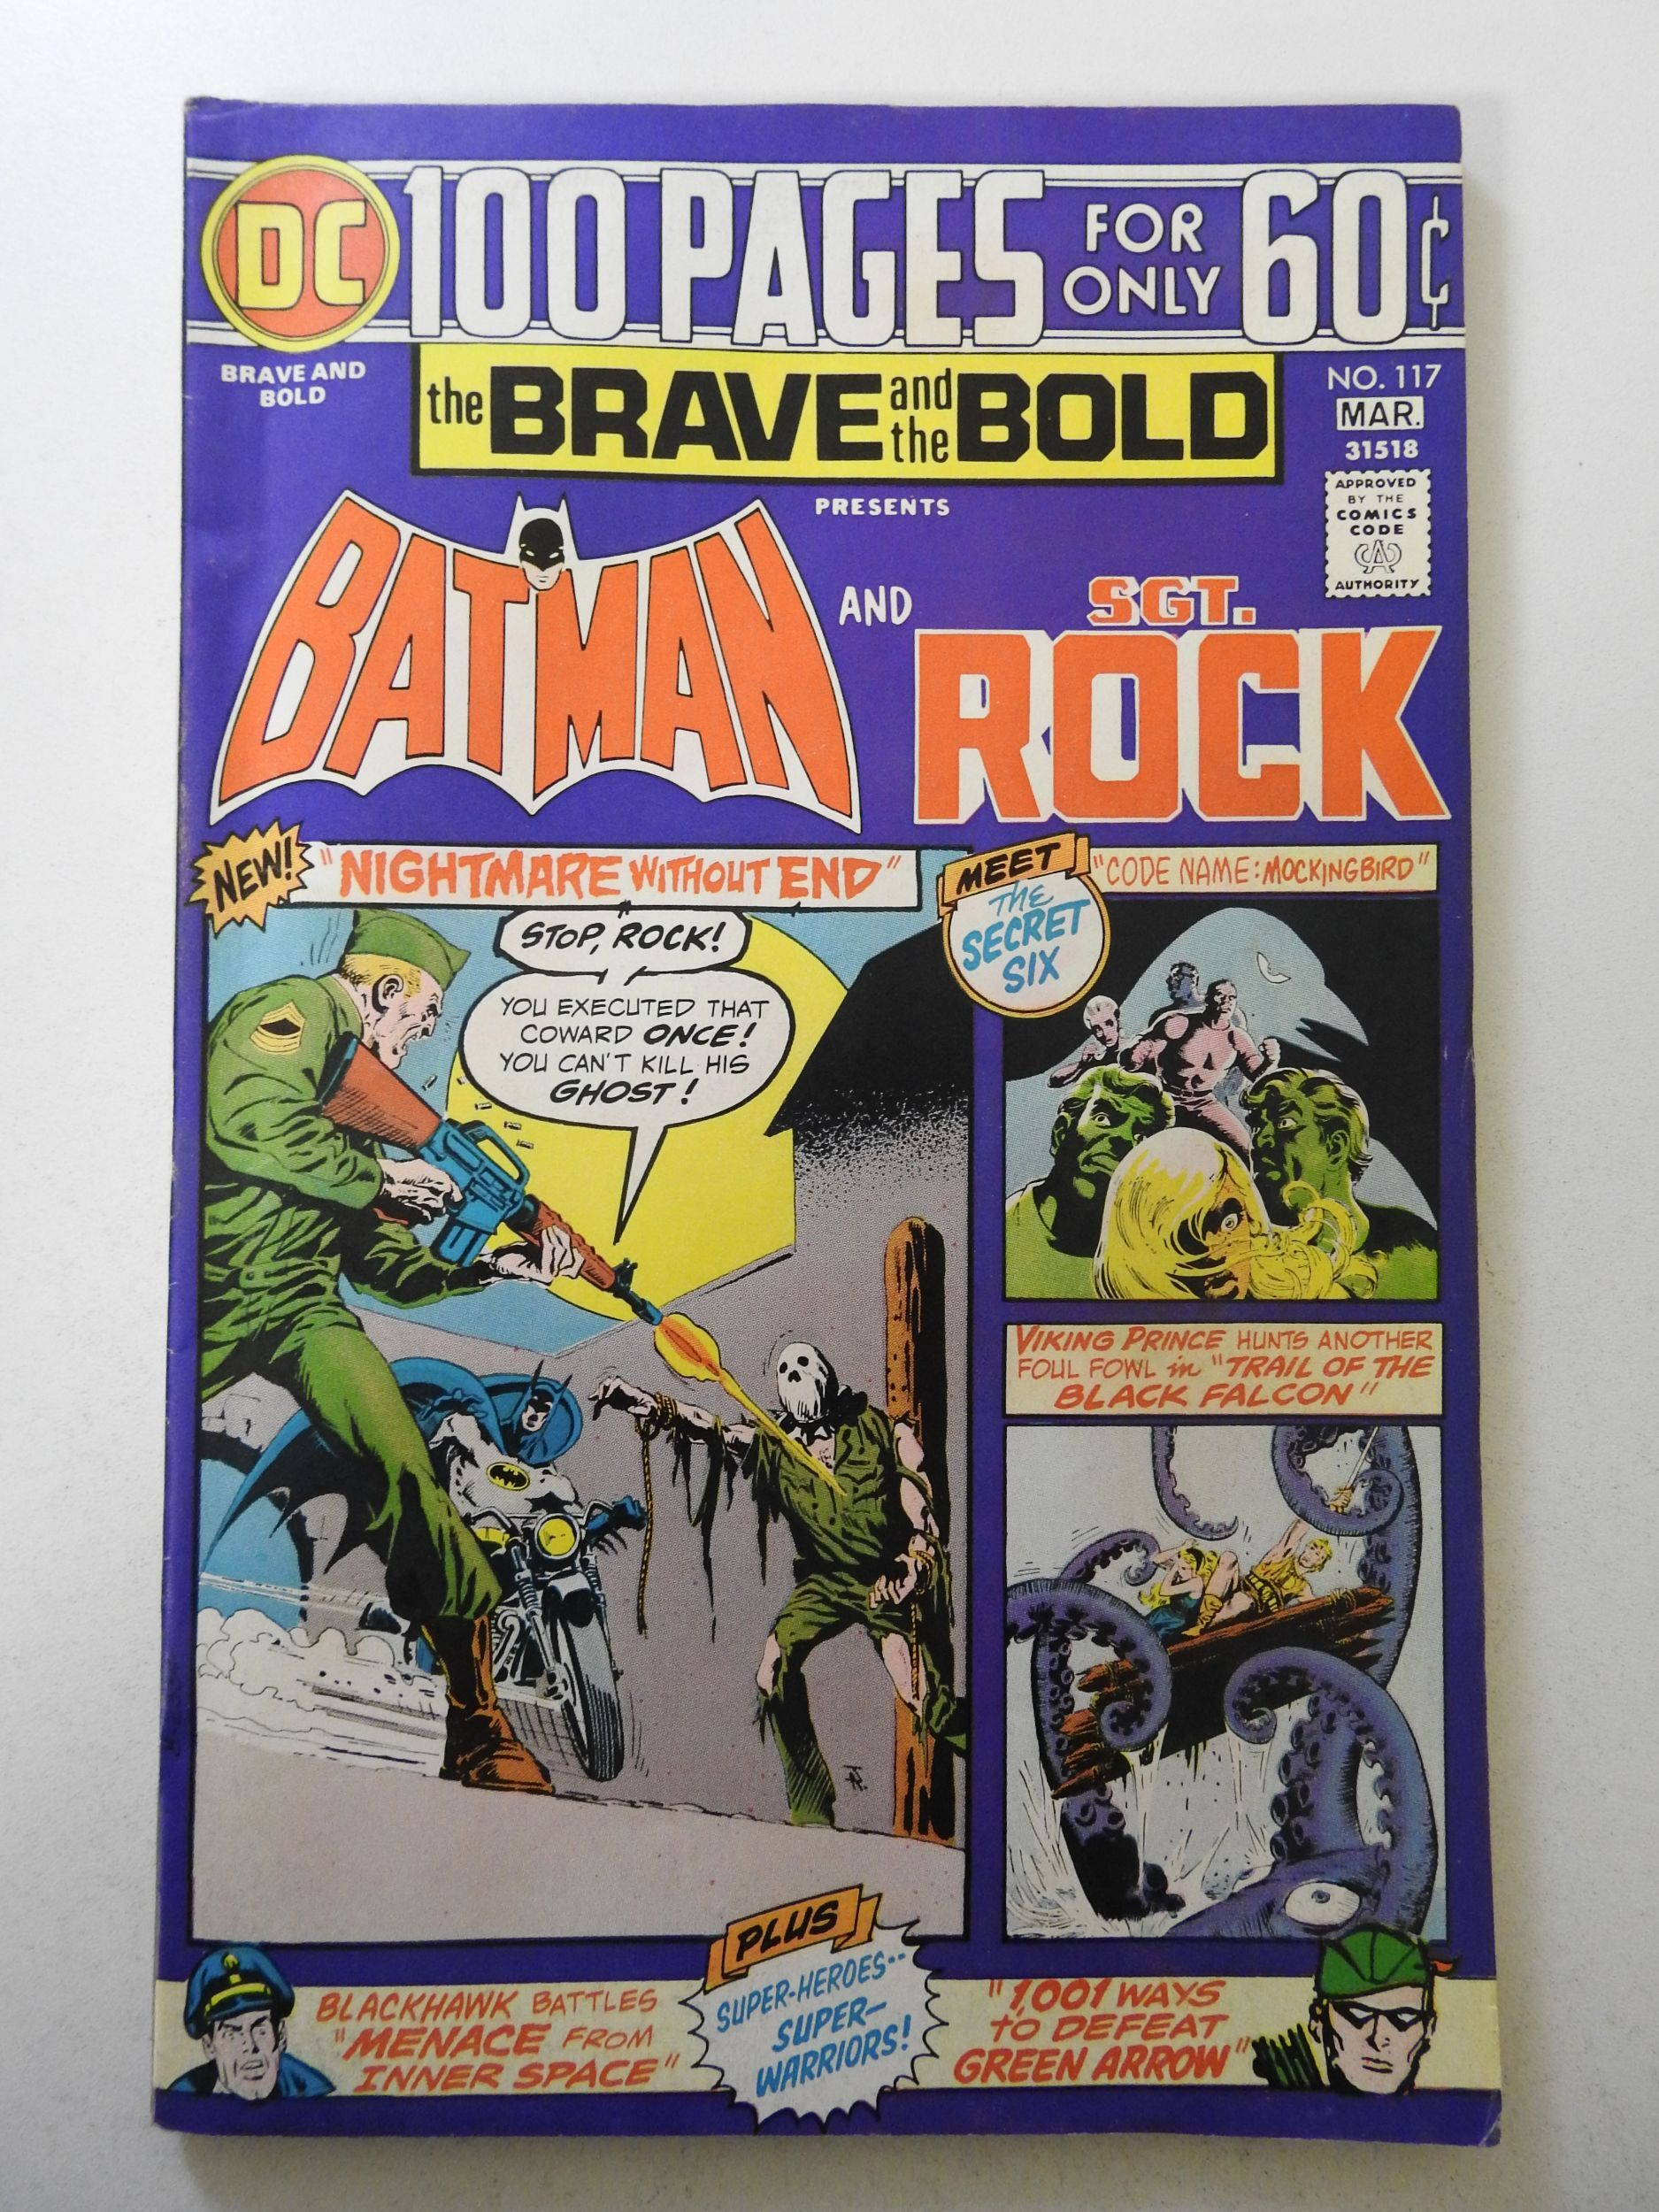 DC
100 PAGES FOR ONLY 60¢
BRAVE AND
BOLD
the BRAVE and the BOLD
NO. 117
MAR.
31518
APPROVED
BY THE
COMICS
CODE
CA
AUTHORITY
PRESENTS
BATMAN
AND
SGT.
ROCK
NEW!
"NIGHTMARE WITHOUT END"
STOP, ROCK!
YOU EXECUTED THAT
COWARD ONCE!
YOU CAN'T KILL HIS
GHOST!
MEET
THE
SECRET
SIX
"CODE NAME: MOCKINGBIRD"
VIKING PRINCE HUNTS ANOTHER
FOUL FOWL in "TRAIL OF THE
BLACK FALCON"
BLACKHAWK BATTLES
"MENACE FROM
INNER SPACE"
PLUS
SUPER-HEROES--
SUPER-
WARRIORS!
"1,001 WAYS
TO DEFEAT
GREEN ARROW"